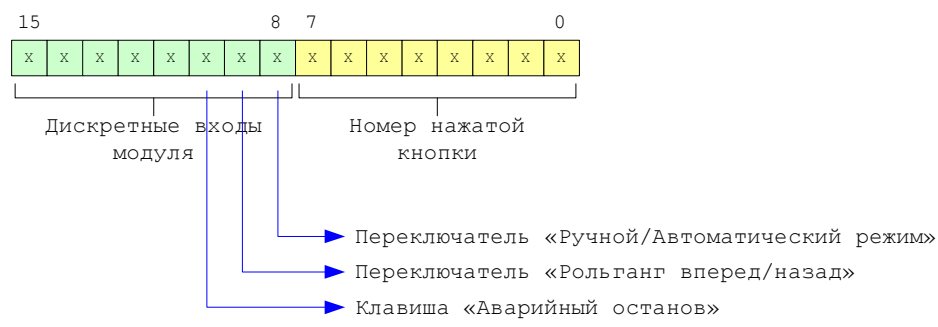 15 8 7 0
x x x x x x x x x x x x x x x x
Дискретные входы модуля
Номер нажатой кнопки
Переключатель «Ручной/Автоматический режим»
Переключатель «Рольганг вперед/назад»
Клавиша «Аварийный останов»